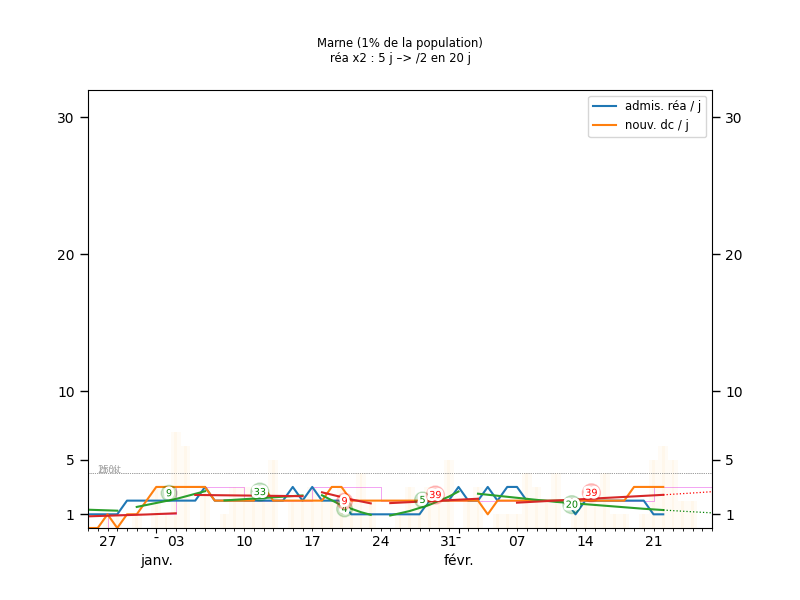 Marne (1% de la population)
réa x2 : 5 j –> /2 en 20 j
admis. réa / j
nouv. dc / j
30 30
20 20
10 10
5 5
9 33 9 4 5 39 20 39
1 1
27 03 10 17 24 31 07 14 21
janv. févr.